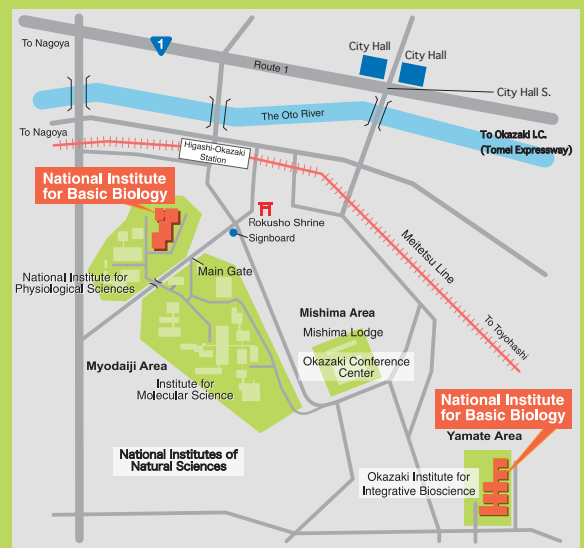 To Nagoya
1
Route 1
City Hall
City Hall
City Hall S.
The Oto River
To Nagoya
To Okazaki I.C.
(Tomei Expressway)
Higashi-Okazaki
Station
National Institute
for Basic Biology
Rokusho Shrine
Signboard
Meitetsu Line
National Institute for
Physiological Sciences
Main Gate
Mishima Area
Mishima Lodge
To Toyohashi
Okazaki Conference
Center
Myodaiji Area
Institute for
Molecular Science
National Institute
for Basic Biology
Yamate Area
National Institutes of
Natural Sciences
Okazaki Institute for
Integrative Bioscience